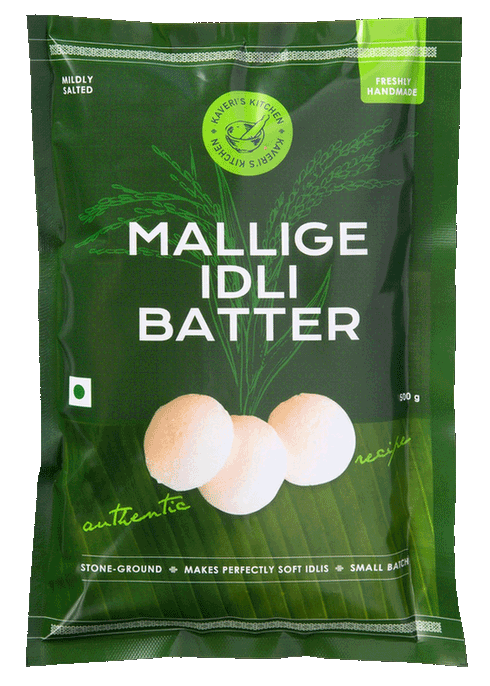 MILDLY
SALTED
FRESHLY
HANDMADE
KAVERI'S KITCHEN
KAVERI'S KITCHEN
MALLIGE
IDLI
BATTER
500 g
authentic
recipe
STONE-GROUND ❋ MAKES PERFECTLY SOFT IDLIS ❋ SMALL BATCH